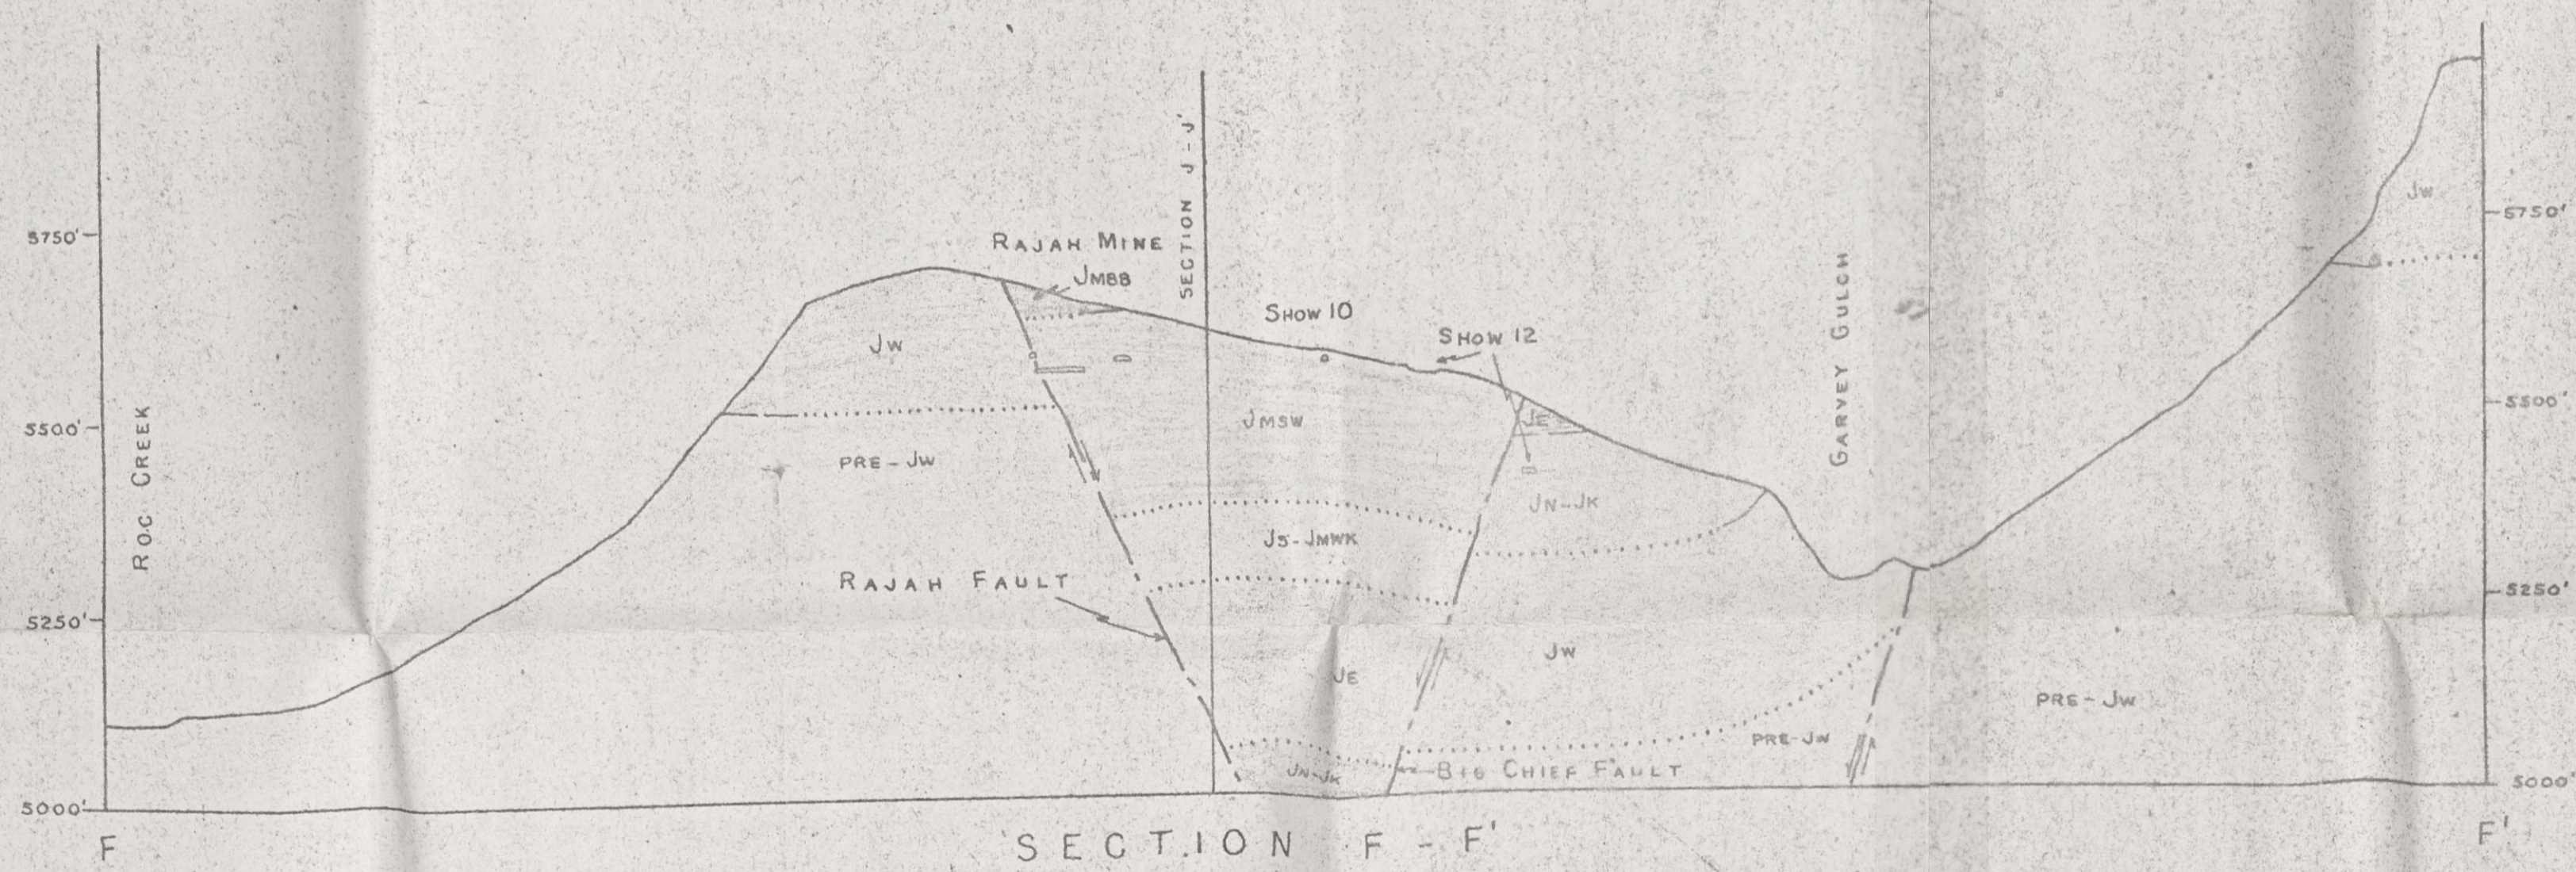 5750'
5500'
5250'
5000'
ROC CREEK
RAJAH MINE
JMBB
SECTION J-J'
SHOW 10
SHOW 12
GARVEY GULCH
JW
5750'
5500'
5250'
5000'
JW
PRE-JW
JMSW
JE
JN-JK
JS-JMWK
RAJAH FAULT
JE
JW
PRE-JW
PRE-JW
JN-JK
BIG CHIEF FAULT
F
SECTION F-F'
F'